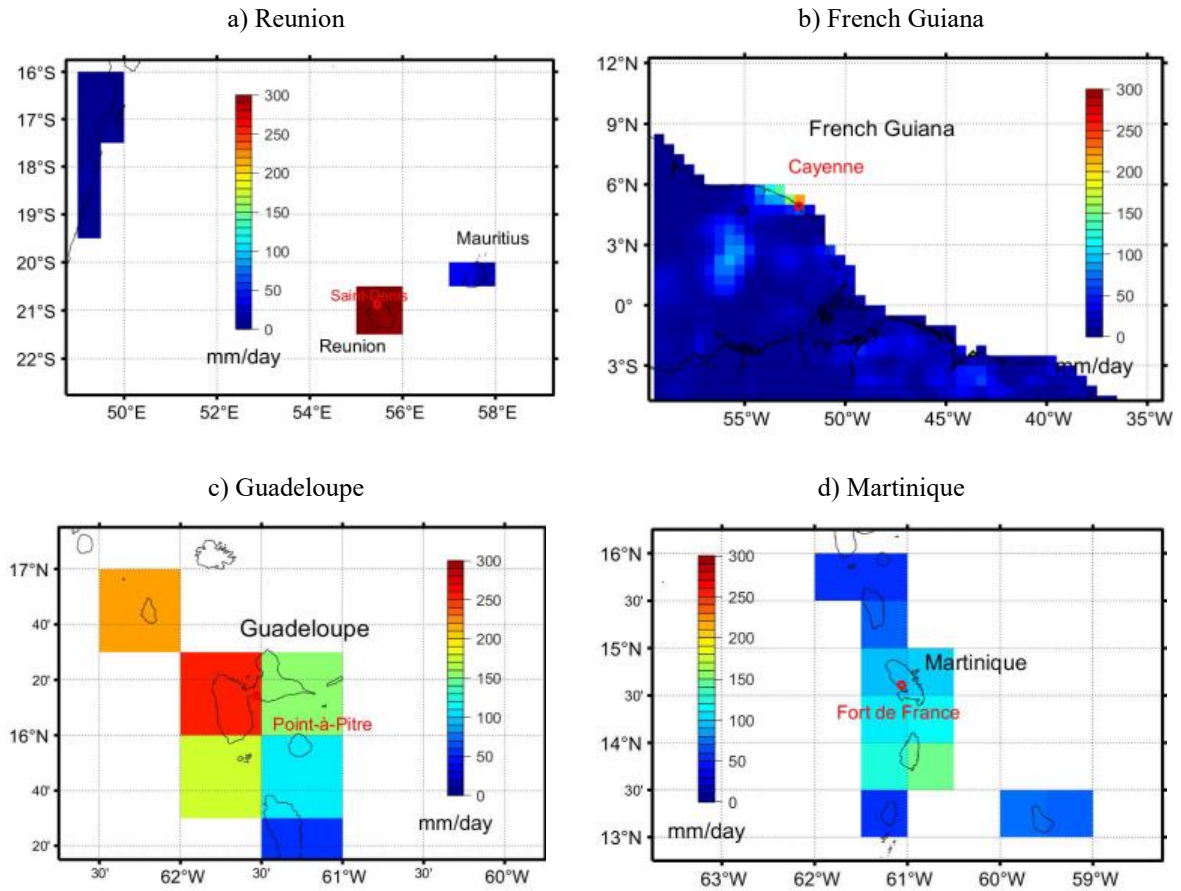 a) Reunion
16°S
17°S
18°S
19°S
20°S
21°S
22°S
300
250
200
150
100
50
0
mm/day
Mauritius
Saint-Denis
Reunion
50°E
52°E
54°E
56°E
58°E
b) French Guiana
12°N
9°N
6°N
3°N
0°
3°S
300
250
200
150
100
50
0
mm/day
French Guiana
Cayenne
55°W
50°W
45°W
40°W
35°W
c) Guadeloupe
17°N
40'
20'
16°N
40'
20'
300
250
200
150
100
50
0
mm/day
Guadeloupe
Point-à-Pitre
30'
62°W
30'
61°W
30'
60°W
d) Martinique
16°N
30'
15°N
30'
14°N
30'
13°N
300
250
200
150
100
50
0
mm/day
Martinique
Fort de France
63°W
62°W
61°W
60°W
59°W